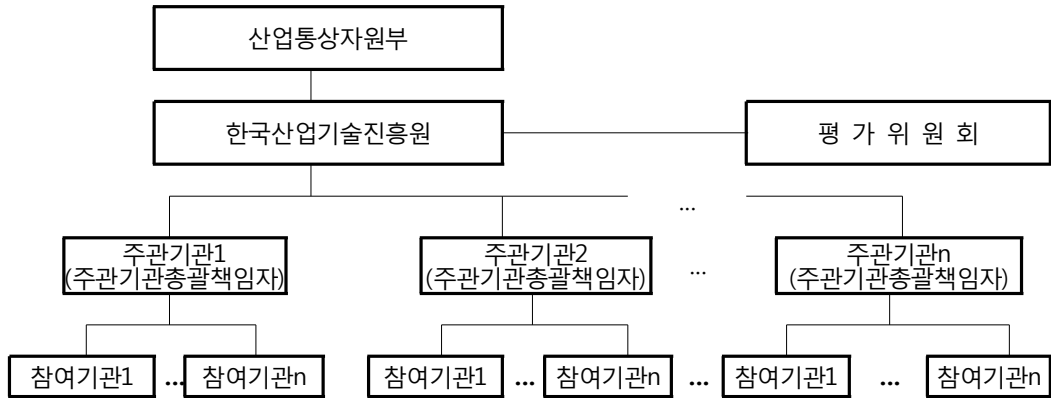 산업통상자원부
한국산업기술진흥원
평 가 위 원 회
...
주관기관1
(주관기관총괄책임자)
주관기관2
(주관기관총괄책임자)
...
주관기관n
(주관기관총괄책임자)
참여기관1
...
참여기관n
참여기관1
...
참여기관n
...
참여기관1
...
참여기관n